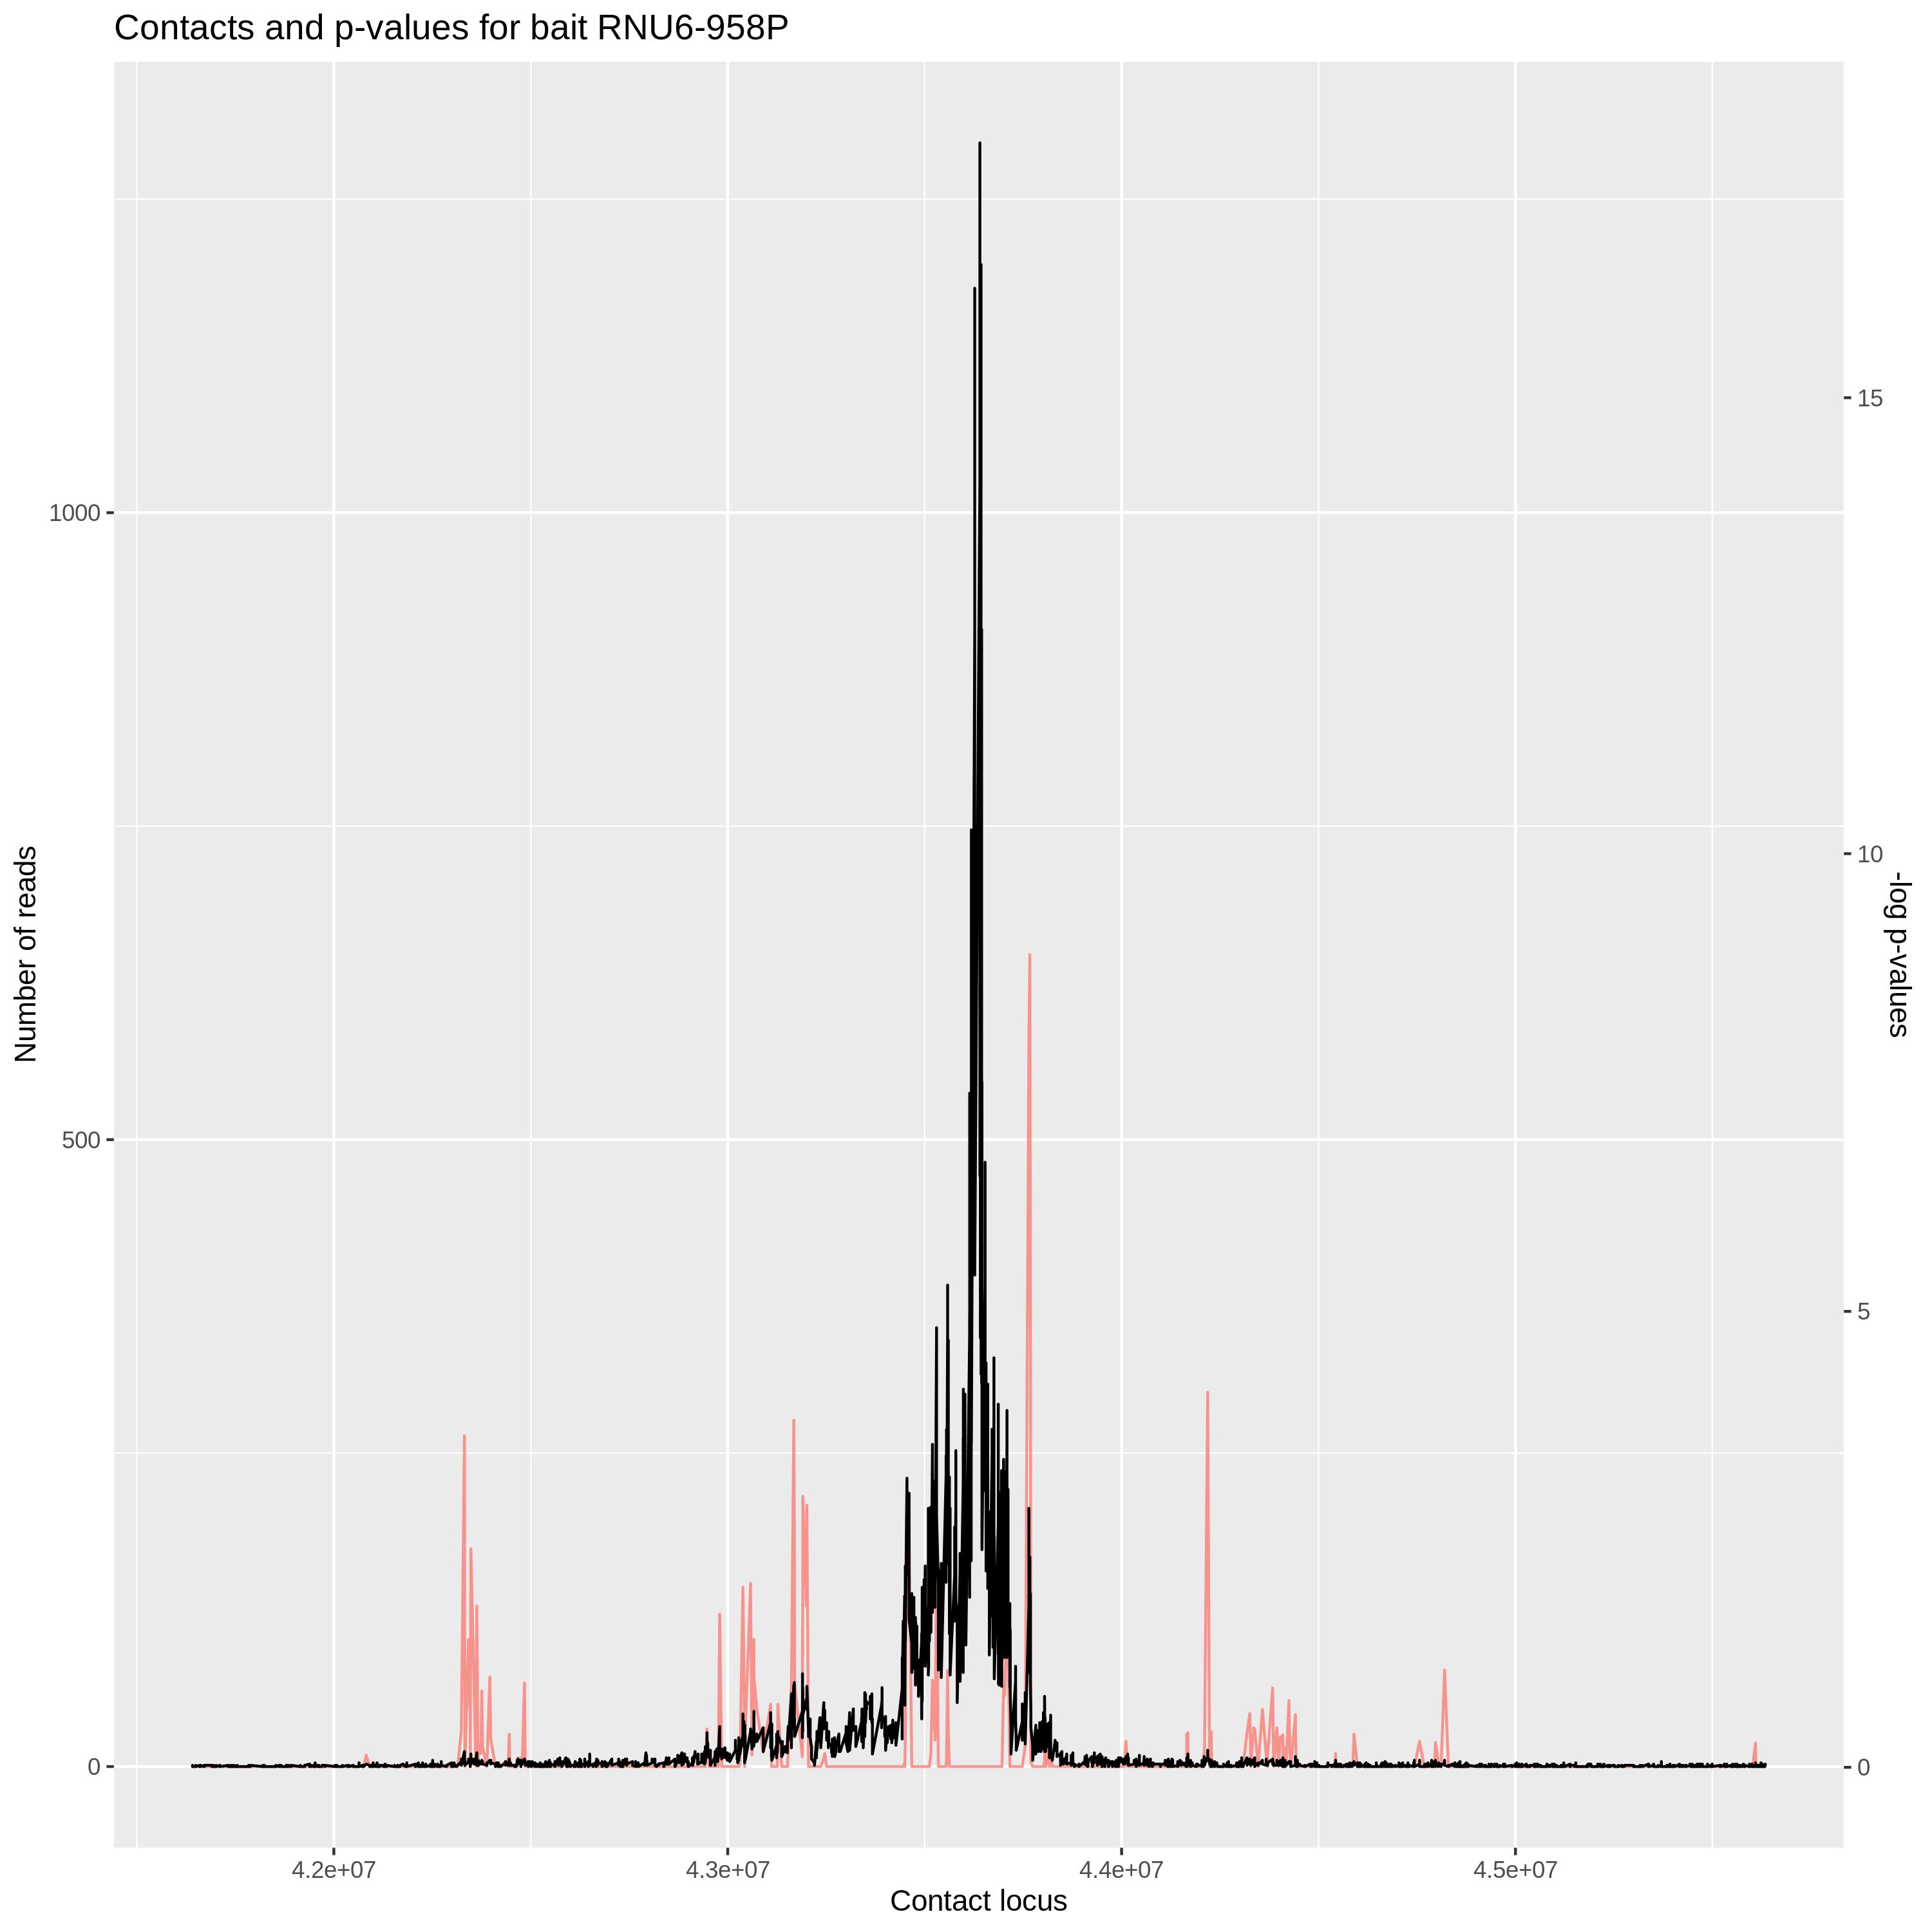 Contacts and p-values for bait RNU6-958P
Number of reads
1000
500
0
15
10
5
0
-log p-values
4.2e+07
4.3e+07
4.4e+07
4.5e+07
Contact locus